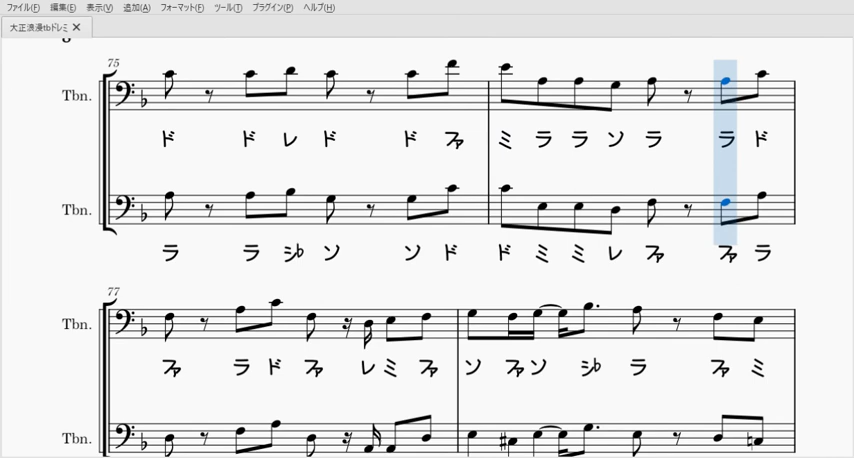 ファイル(F) 編集(E) 表示(V) 追加(A) フォーマット(F) ツール(T) プラグイン(P) ヘルプ(H)
大正浪漫tbドレミ ✕
75
Tbn.
ド ド レ ド ド ファ ミ ラ ラ ソ ラ ラ ド
Tbn.
ラ ラ シ♭ ソ ソ ド ド ミ ミ レ ファ ファ ラ
77
Tbn.
ファ ラ ド ファ レ ミ ファ ソ ファ ソ シ♭ ラ ファ ミ
Tbn.